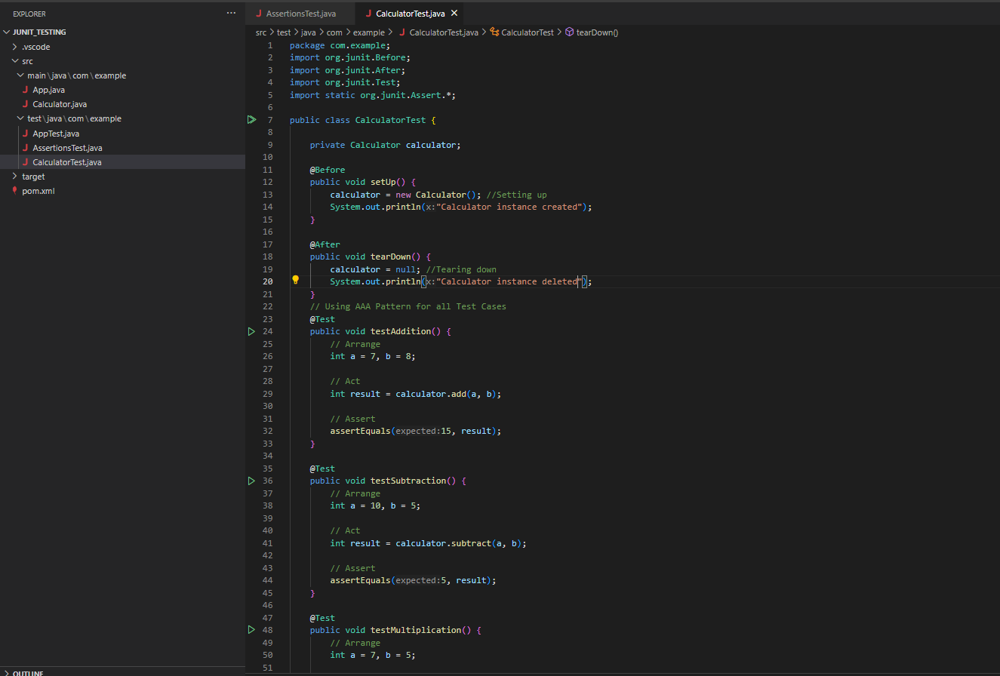 EXPLORER
JUNIT_TESTING
.vscode
src
main\java\com\example
App.java
Calculator.java
test\java\com\example
AppTest.java
AssertionsTest.java
CalculatorTest.java
target
pom.xml
OUTLINE
AssertionsTest.java
CalculatorTest.java
src > test > java > com > example > CalculatorTest.java > CalculatorTest > tearDown()
1 package com.example;
2 import org.junit.Before;
3 import org.junit.After;
4 import org.junit.Test;
5 import static org.junit.Assert.*;
6
7 public class CalculatorTest {
8
9     private Calculator calculator;
10
11     @Before
12     public void setUp() {
13         calculator = new Calculator(); //Setting up
14         System.out.println(x:"Calculator instance created");
15     }
16
17     @After
18     public void tearDown() {
19         calculator = null; //Tearing down
20         System.out.println(x:"Calculator instance deleted");
21     }
22     // Using AAA Pattern for all Test Cases
23     @Test
24     public void testAddition() {
25         // Arrange
26         int a = 7, b = 8;
27
28         // Act
29         int result = calculator.add(a, b);
30
31         // Assert
32         assertEquals(expected:15, result);
33     }
34
35     @Test
36     public void testSubtraction() {
37         // Arrange
38         int a = 10, b = 5;
39
40         // Act
41         int result = calculator.subtract(a, b);
42
43         // Assert
44         assertEquals(expected:5, result);
45     }
46
47     @Test
48     public void testMultiplication() {
49         // Arrange
50         int a = 7, b = 5;
51